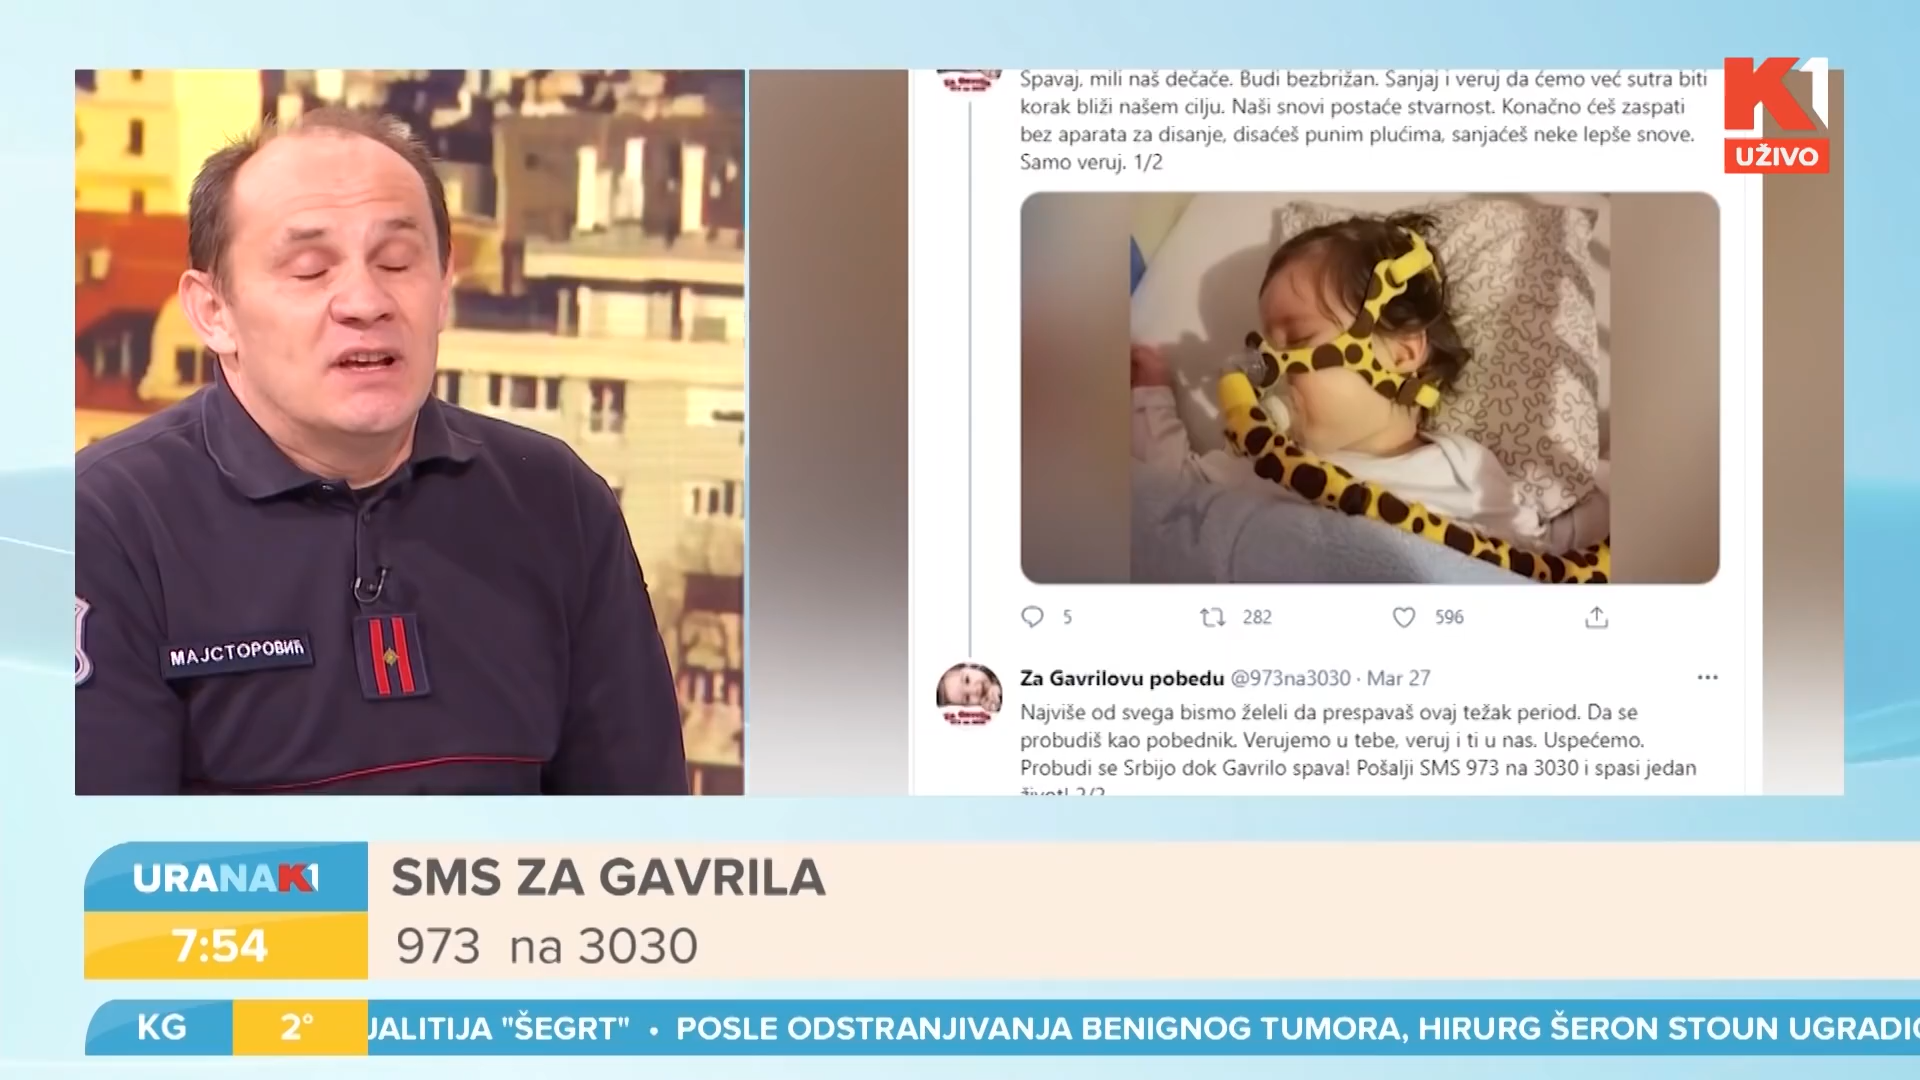 Spavaj, mili naš dečače. Budi bezbrižan. Sanjaj i veruj da ćemo već sutra biti
korak bliži našem cilju. Naši snovi postaće stvarnost. Konačno ćeš zaspati
bez aparata za disanje, disaćeš punim plućima, sanjaćeš neke lepše snove.
Samo veruj. 1/2
K1
UŽIVO
5 282 596
Za Gavrilovu pobedu @973na3030 · Mar 27
Najviše od svega bismo želeli da prespavaš ovaj težak period. Da se
probudiš kao pobednik. Verujemo u tebe, veruj i ti u nas. Uspećemo.
Probudi se Srbijo dok Gavrilo spava! Pošalji SMS 973 na 3030 i spasi jedan
život! 2/2
МАЈСТОРОВИЋ
URANAK1
SMS ZA GAVRILA
7:54
973 na 3030
KG 2° JALITIJA "ŠEGRT" • POSLE ODSTRANJIVANJA BENIGNOG TUMORA, HIRURG ŠERON STOUN UGRADIO